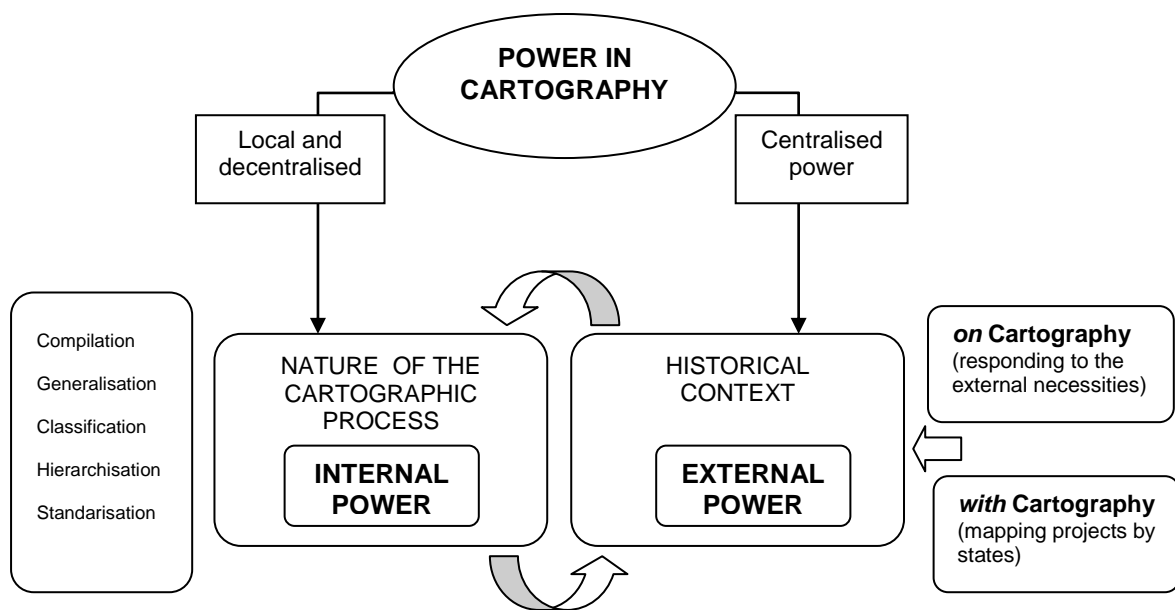 POWER IN
CARTOGRAPHY
Local and
decentralised
Centralised
power
Compilation
Generalisation
Classification
Hierarchisation
Standarisation
NATURE OF THE
CARTOGRAPHIC
PROCESS
INTERNAL
POWER
HISTORICAL
CONTEXT
EXTERNAL
POWER
on Cartography
(responding to the
external necessities)
with Cartography
(mapping projects by
states)